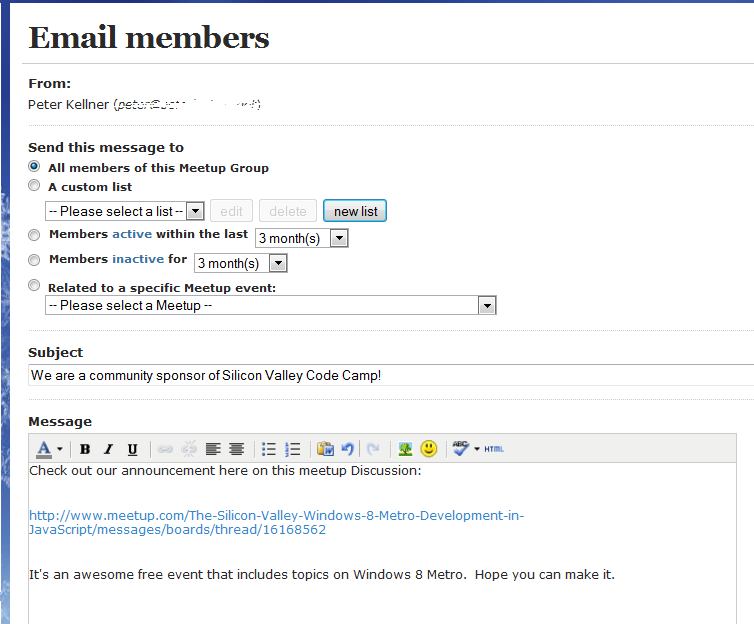 Email members
From:
Peter Kellner
Send this message to
All members of this Meetup Group
A custom list
-- Please select a list -- edit delete new list
Members active within the last 3 month(s)
Members inactive for 3 month(s)
Related to a specific Meetup event:
-- Please select a Meetup --
Subject
We are a community sponsor of Silicon Valley Code Camp!
Message
A B I U ABC HTML
Check out our announcement here on this meetup Discussion:
http://www.meetup.com/The-Silicon-Valley-Windows-8-Metro-Development-in-
JavaScript/messages/boards/thread/16168562
It's an awesome free event that includes topics on Windows 8 Metro.  Hope you can make it.